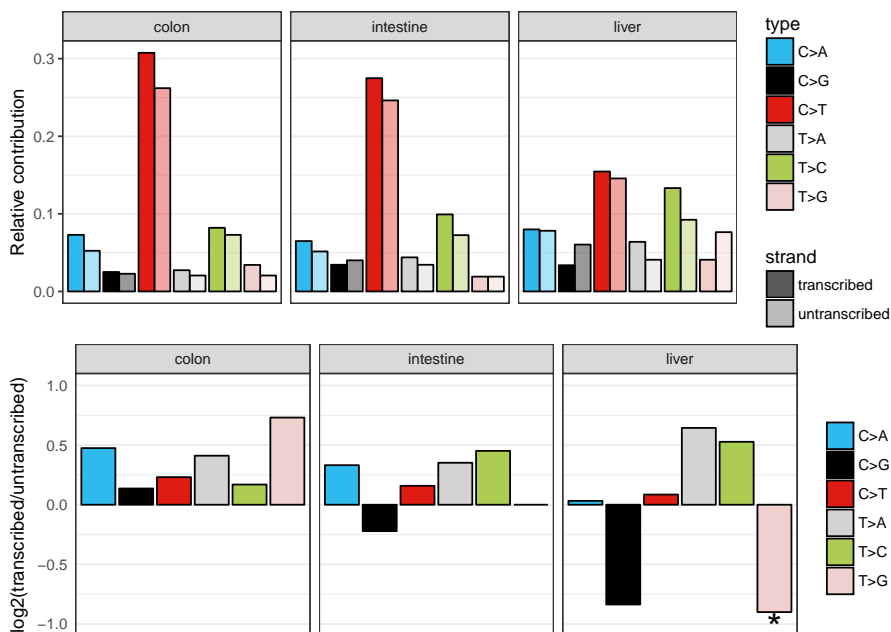 colon intestine liver
Relative contribution
0.3
0.2
0.1
0.0
type
C>A
C>G
C>T
T>A
T>C
T>G
strand
transcribed
untranscribed
colon intestine liver
log2(transcribed/untranscribed)
1.0
0.5
0.0
−0.5
−1.0
*
C>A
C>G
C>T
T>A
T>C
T>G